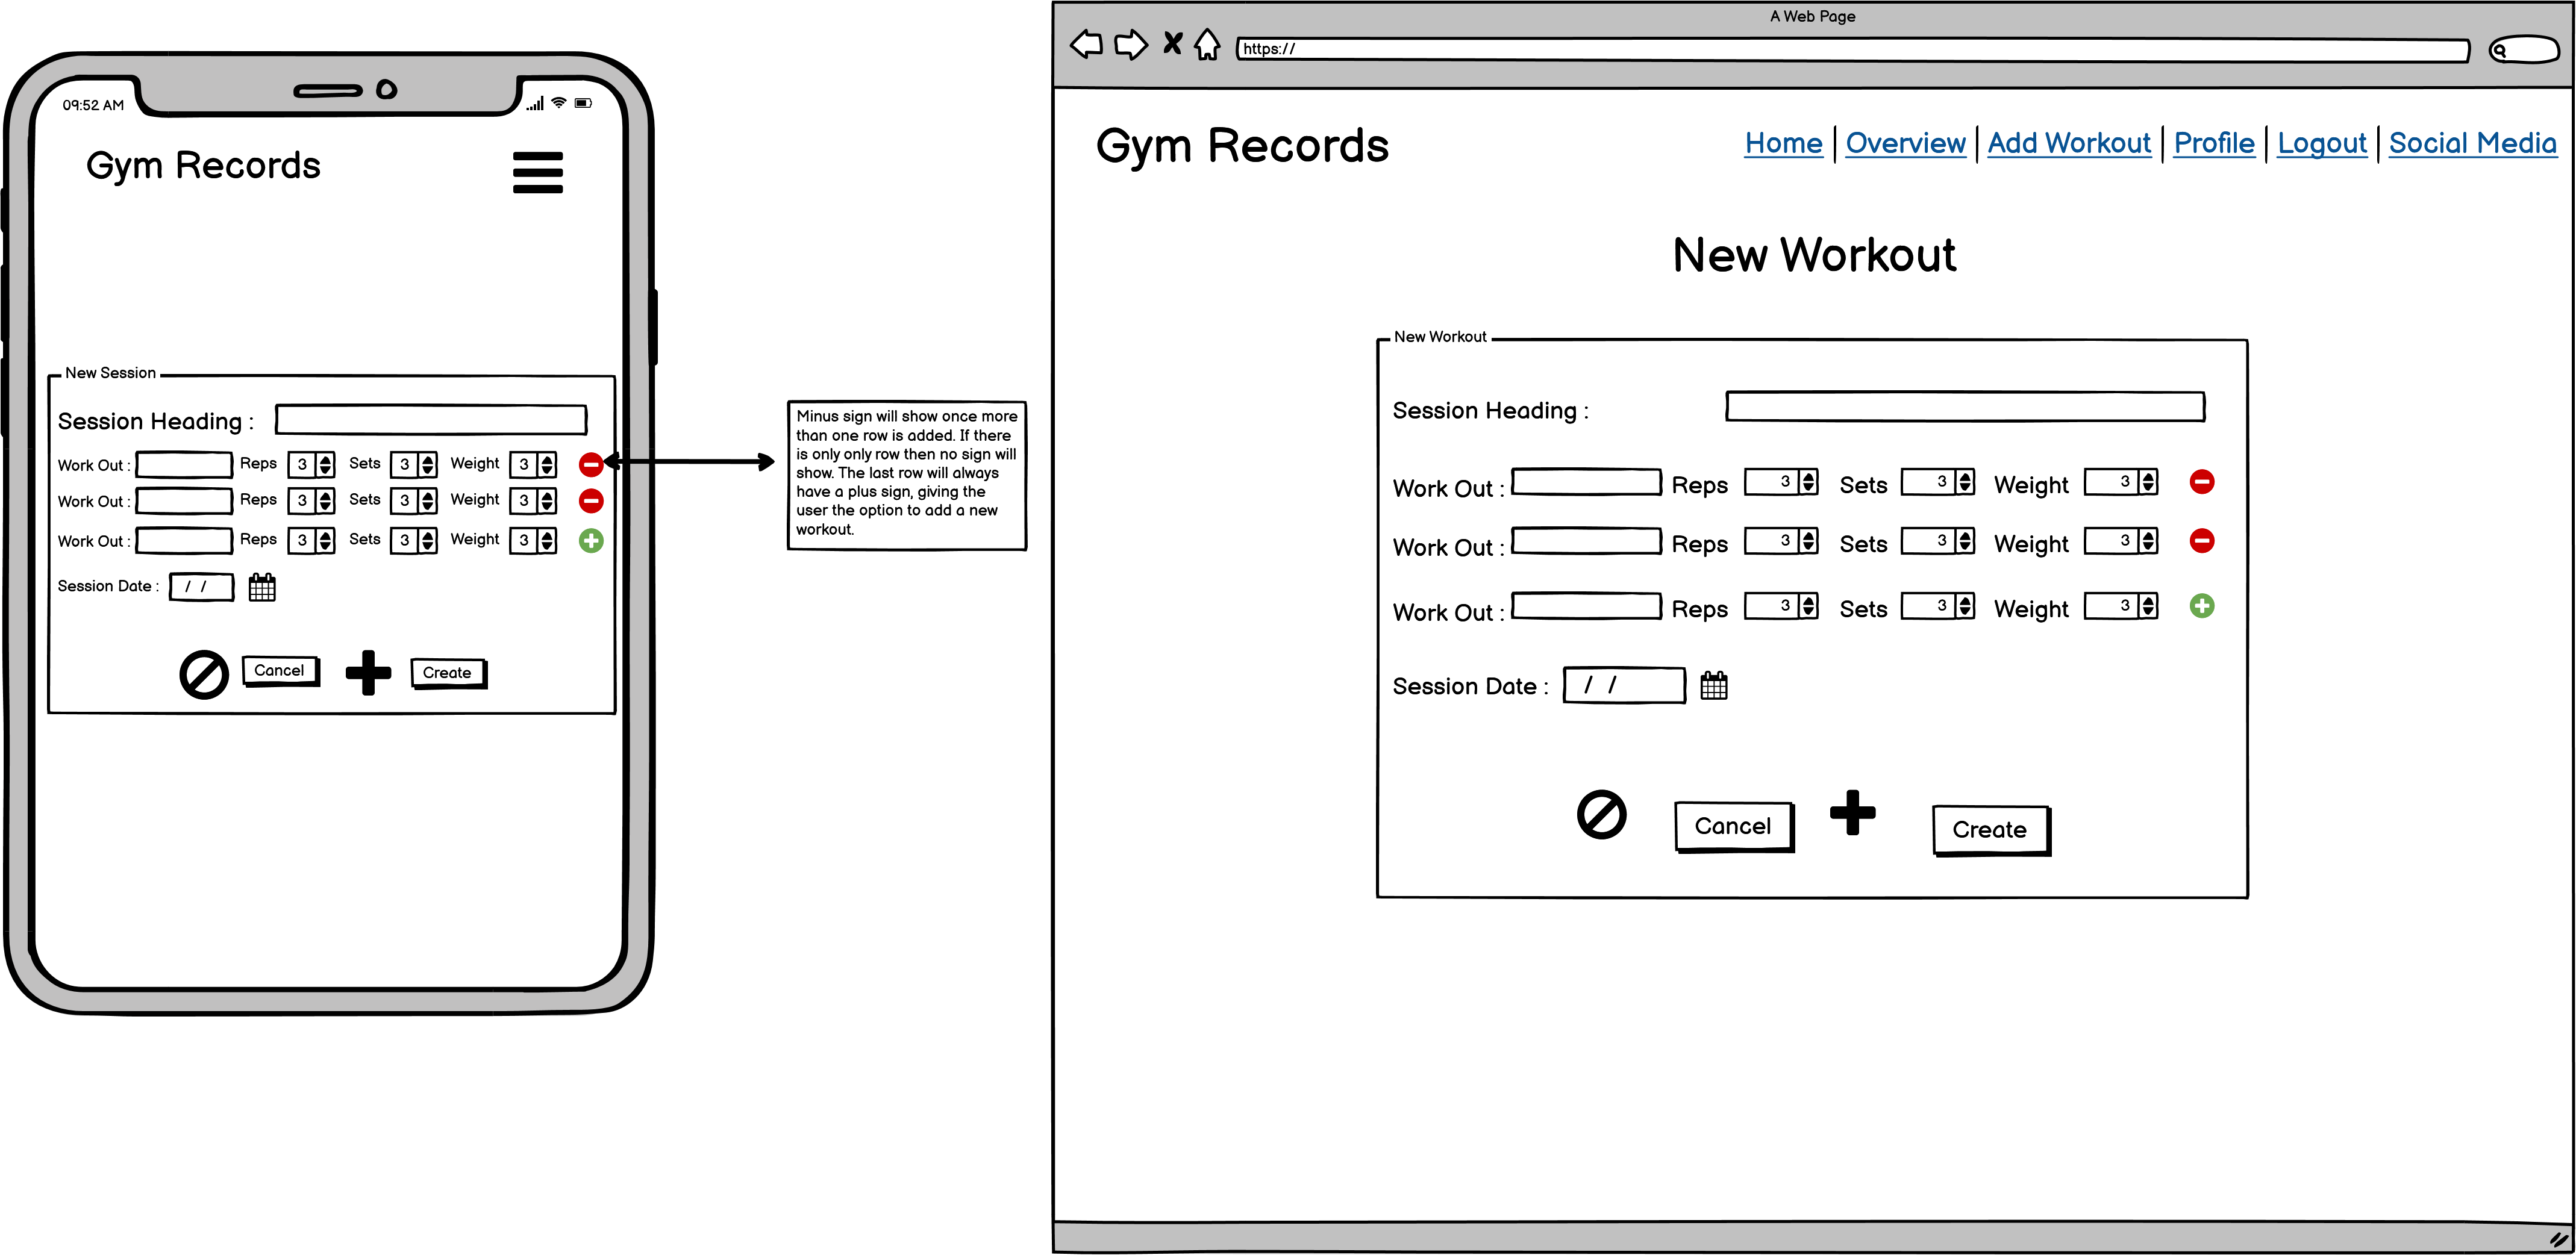 09:52 AM
Gym Records
New Session
Session Heading :
Work Out : Reps 3 Sets 3 Weight 3
Work Out : Reps 3 Sets 3 Weight 3
Work Out : Reps 3 Sets 3 Weight 3
Session Date : / /
Cancel Create
Minus sign will show once more
than one row is added. If there
is only only row then no sign will
show. The last row will always
have a plus sign, giving the
user the option to add a new
workout.
A Web Page
https://
Gym Records
Home Overview Add Workout Profile Logout Social Media
New Workout
New Workout
Session Heading :
Work Out : Reps 3 Sets 3 Weight 3
Work Out : Reps 3 Sets 3 Weight 3
Work Out : Reps 3 Sets 3 Weight 3
Session Date : / /
Cancel Create